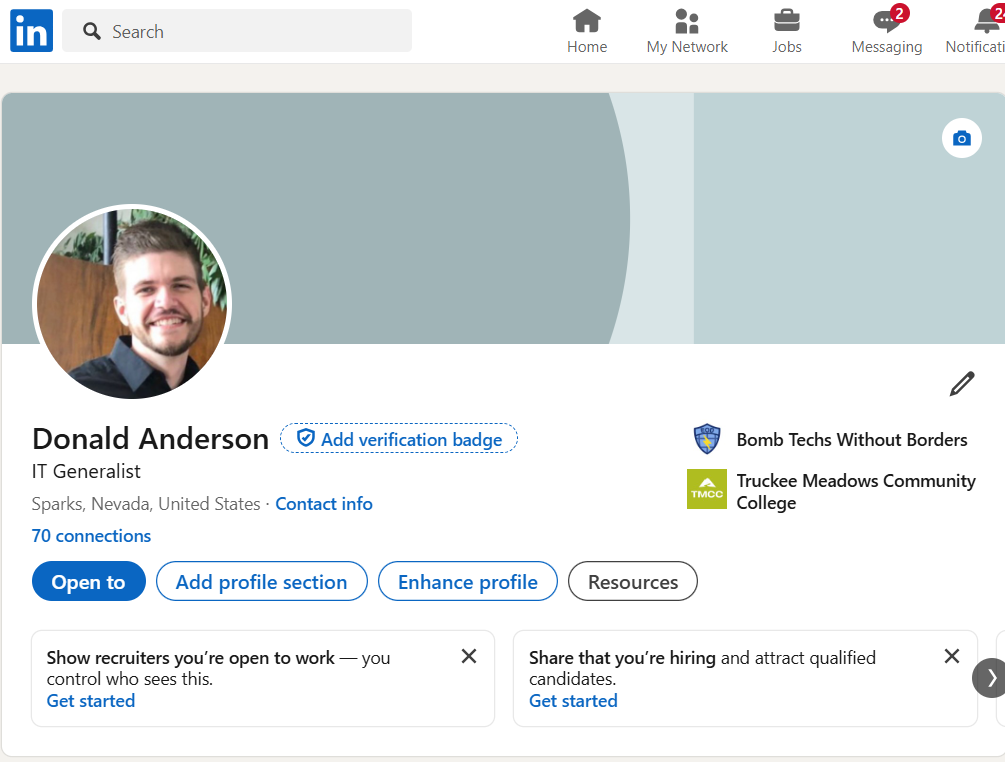 in
Search
Home
My Network
Jobs
2
Messaging
Notificati
Donald Anderson
Add verification badge
IT Generalist
Sparks, Nevada, United States · Contact info
70 connections
EOD
Bomb Techs Without Borders
TMCC
Truckee Meadows Community
College
Open to
Add profile section
Enhance profile
Resources
Show recruiters you’re open to work — you
control who sees this.
Get started
Share that you’re hiring and attract qualified
candidates.
Get started